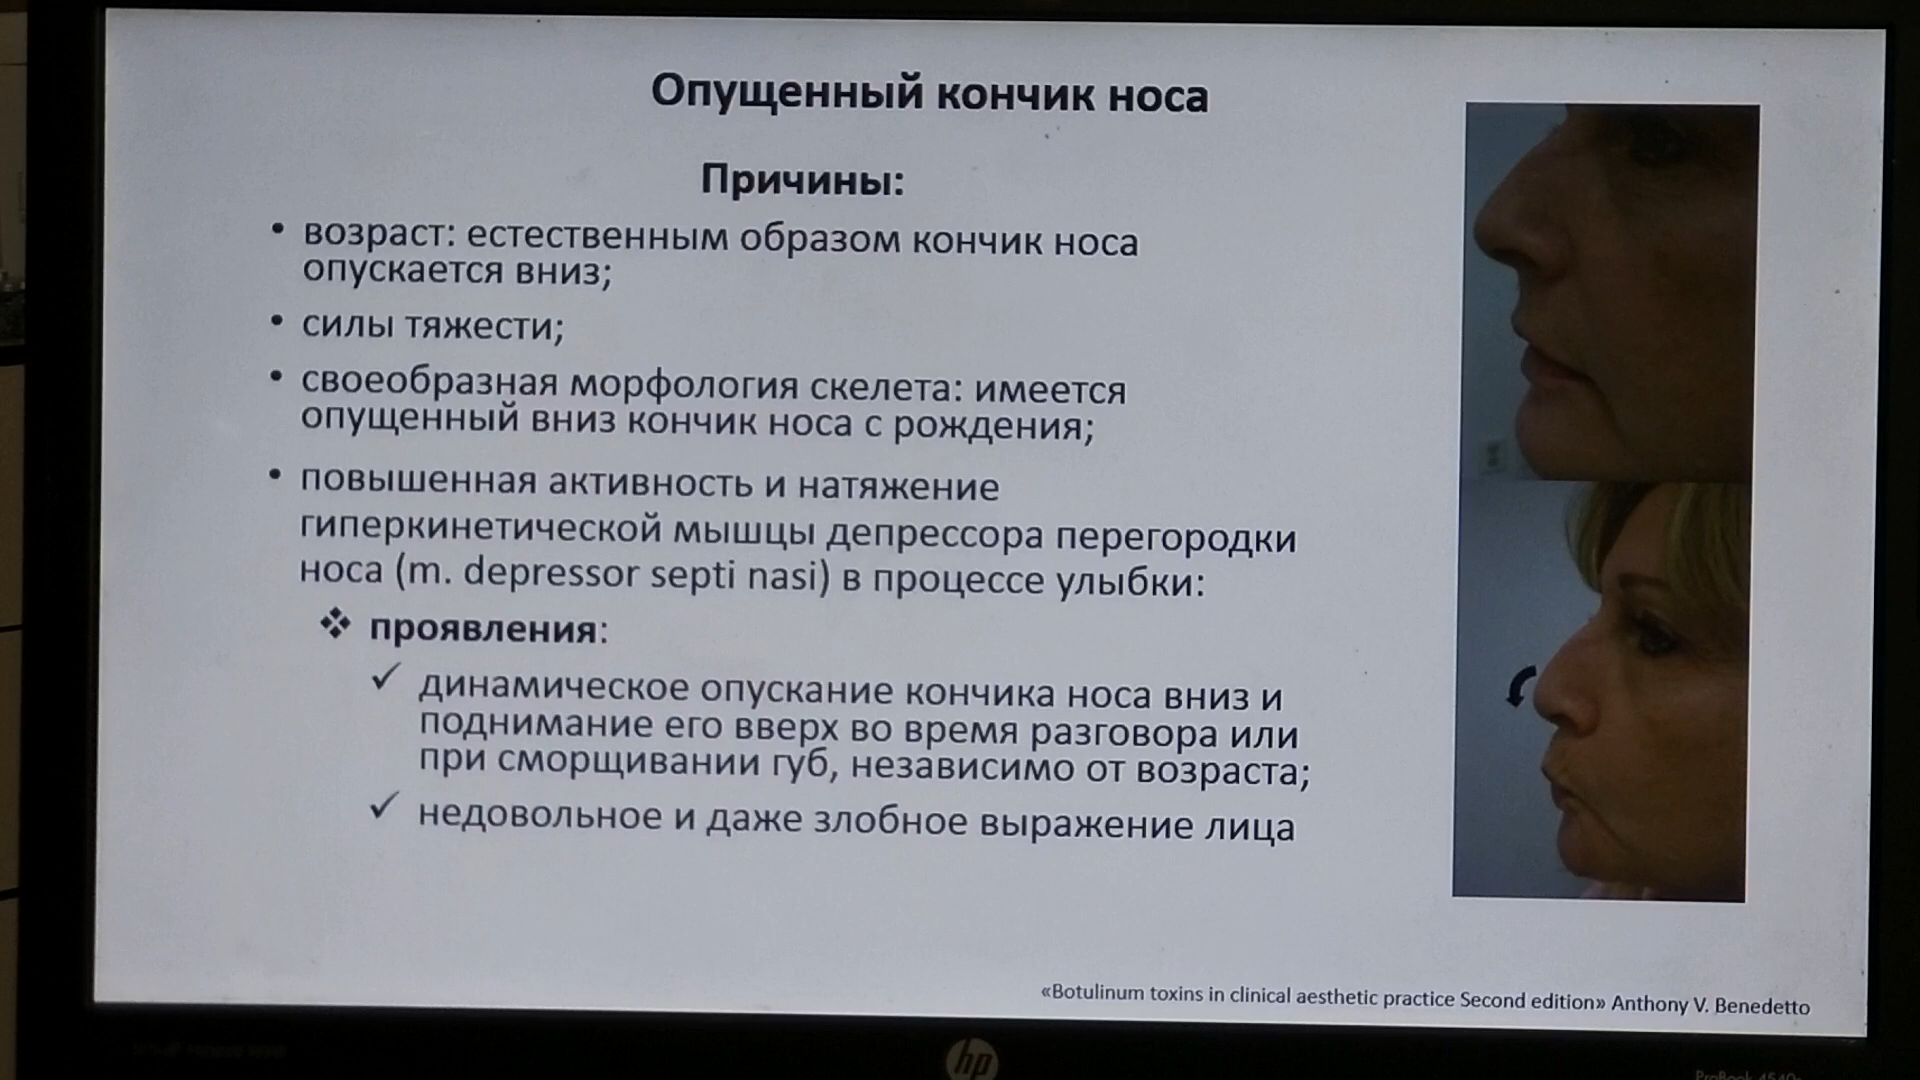 Опущенный кончик носа
Причины:
• возраст: естественным образом кончик носа
опускается вниз;
• силы тяжести;
• своеобразная морфология скелета: имеется
опущенный вниз кончик носа с рождения;
• повышенная активность и натяжение
гиперкинетической мышцы депрессора перегородки
носа (m. depressor septi nasi) в процессе улыбки:
❖ проявления:
✓ динамическое опускание кончика носа вниз и
поднимание его вверх во время разговора или
при сморщивании губ, независимо от возраста;
✓ недовольное и даже злобное выражение лица
«Botulinum toxins in clinical aesthetic practice Second edition» Anthony V. Benedetto
hp
ProBook